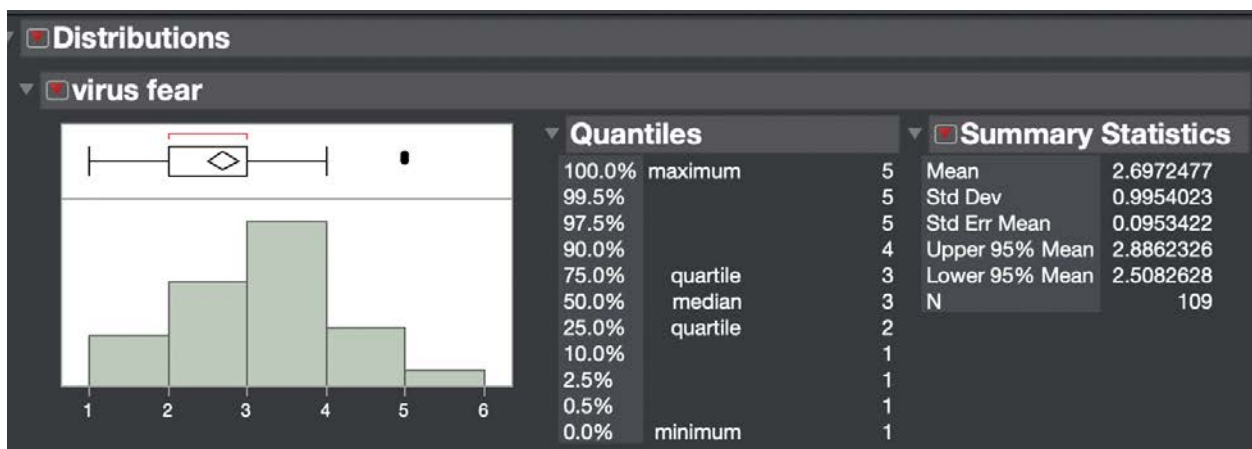 Distributions
virus fear
Quantiles
100.0% maximum 5
99.5% 5
97.5% 5
90.0% 4
75.0% quartile 3
50.0% median 3
25.0% quartile 2
10.0% 1
2.5% 1
0.5% 1
0.0% minimum 1
Summary Statistics
Mean 2.6972477
Std Dev 0.9954023
Std Err Mean 0.0953422
Upper 95% Mean 2.8862326
Lower 95% Mean 2.5082628
N 109
1 2 3 4 5 6